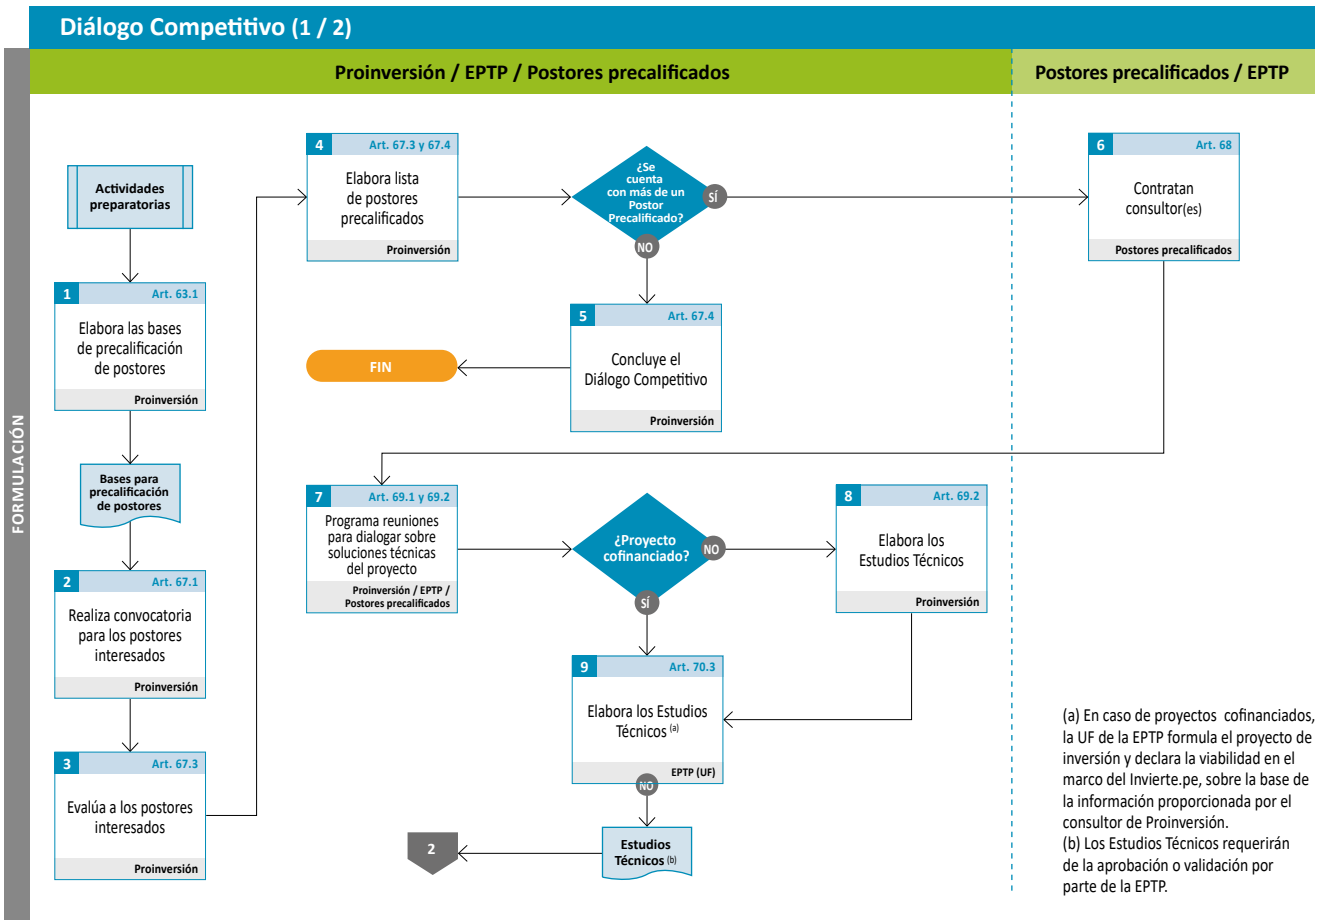 Diálogo Competitivo (1 / 2)
Proinversión / EPTP / Postores precalificados
Postores precalificados / EPTP
FORMULACIÓN
Actividades
preparatorias
1
Art. 63.1
Elabora las bases
de precalificación
de postores
Proinversión
Bases para
precalificación
de postores
2
Art. 67.1
Realiza convocatoria
para los postores
interesados
Proinversión
3
Art. 67.3
Evalúa a los postores
interesados
Proinversión
4
Art. 67.3 y 67.4
Elabora lista
de postores
precalificados
Proinversión
¿Se
cuenta
con más de un
Postor
Precalificado?
SÍ
NO
5
Art. 67.4
Concluye el
Diálogo Competitivo
Proinversión
FIN
6
Art. 68
Contratan
consultor(es)
Postores precalificados
7
Art. 69.1 y 69.2
Programa reuniones
para dialogar sobre
soluciones técnicas
del proyecto
Proinversión / EPTP /
Postores precalificados
¿Proyecto
cofinanciado?
NO
SÍ
8
Art. 69.2
Elabora los
Estudios Técnicos
Proinversión
9
Art. 70.3
Elabora los Estudios
Técnicos (a)
EPTP (UF)
NO
Estudios
Técnicos (b)
2
(a) En caso de proyectos cofinanciados,
la UF de la EPTP formula el proyecto de
inversión y declara la viabilidad en el
marco del Invierte.pe, sobre la base de
la información proporcionada por el
consultor de Proinversión.
(b) Los Estudios Técnicos requerirán
de la aprobación o validación por
parte de la EPTP.